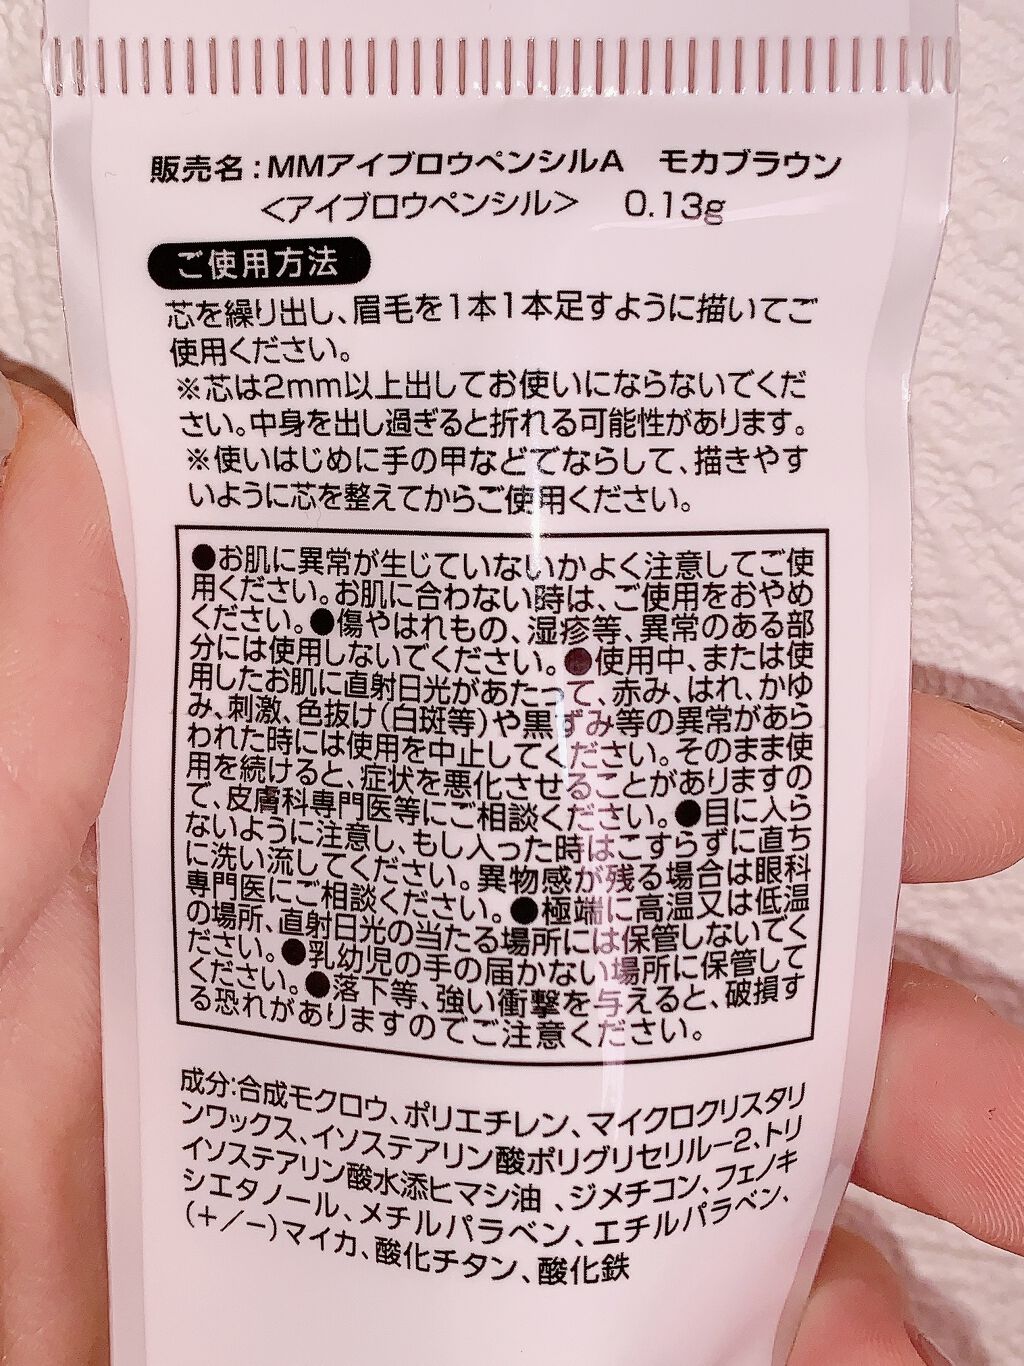 販売名:MMアイブロウペンシルA　モカブラウン
<アイブロウペンシル>　0.13g
ご使用方法
芯を繰り出し、眉毛を1本1本足すように描いてご
使用ください。
※芯は2mm以上出してお使いにならないでくだ
さい。中身を出し過ぎると折れる可能性があります。
※使いはじめに手の甲などでならして、描きやす
いように芯を整えてからご使用ください。
●お肌に異常が生じていないかよく注意してご使
用ください。お肌に合わない時は、ご使用をおやめ
ください。●傷やはれもの、湿疹等、異常のある部
分には使用しないでください。●使用中、または使
用したお肌に直射日光があたって、赤み、はれ、かゆ
み、刺激、色抜け(白斑等)や黒ずみ等の異常があら
われた時には使用を中止してください。そのまま使
用を続けると、症状を悪化させることがありますの
で、皮膚科専門医等にご相談ください。●目に入ら
ないように注意し、もし入った時はこすらずに直ち
に洗い流してください。異物感が残る場合は眼科
専門医にご相談ください。●極端に高温又は低温
の場所、直射日光の当たる場所には保管しないでく
ださい。●乳幼児の手の届かない場所に保管して
ください。●落下等、強い衝撃を与えると、破損す
る恐れがありますのでご注意ください。
成分:合成モクロウ、ポリエチレン、マイクロクリスタリ
ンワックス、イソステアリン酸ポリグリセリル-2、トリ
イソステアリン酸水添ヒマシ油、ジメチコン、フェノキ
シエタノール、メチルパラベン、エチルパラベン、
(+/-)マイカ、酸化チタン、酸化鉄